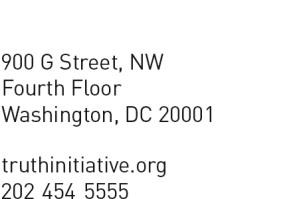 900 G Street, NW
Fourth Floor
Washington, DC 20001
truthinitiative.org
202 454 5555